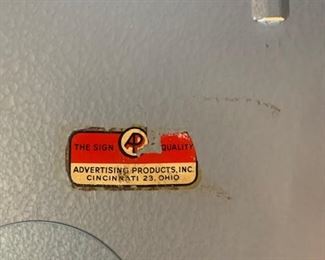 THE SIGN AP QUALITY
ADVERTISING PRODUCTS, INC.
CINCINNATI 23, OHIO